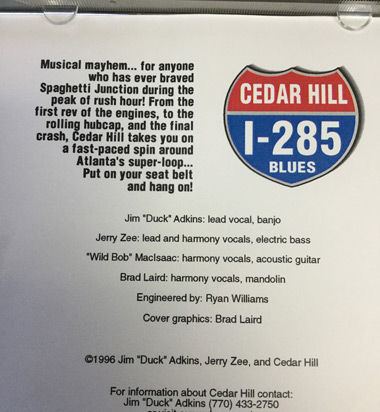 Musical mayhem... for anyone
who has ever braved
Spaghetti Junction during the
peak of rush hour! From the
first rev of the engines, to the
rolling hubcap, and the final
crash, Cedar Hill takes you on
a fast-paced spin around
Atlanta's super-loop...
Put on your seat belt
and hang on!
CEDAR HILL
I-285
BLUES
Jim "Duck" Adkins: lead vocal, banjo
Jerry Zee: lead and harmony vocals, electric bass
"Wild Bob" MacIsaac: harmony vocals, acoustic guitar
Brad Laird: harmony vocals, mandolin
Engineered by: Ryan Williams
Cover graphics: Brad Laird
©1996 Jim "Duck" Adkins, Jerry Zee, and Cedar Hill
For information about Cedar Hill contact:
Jim "Duck" Adkins (770) 433-2750